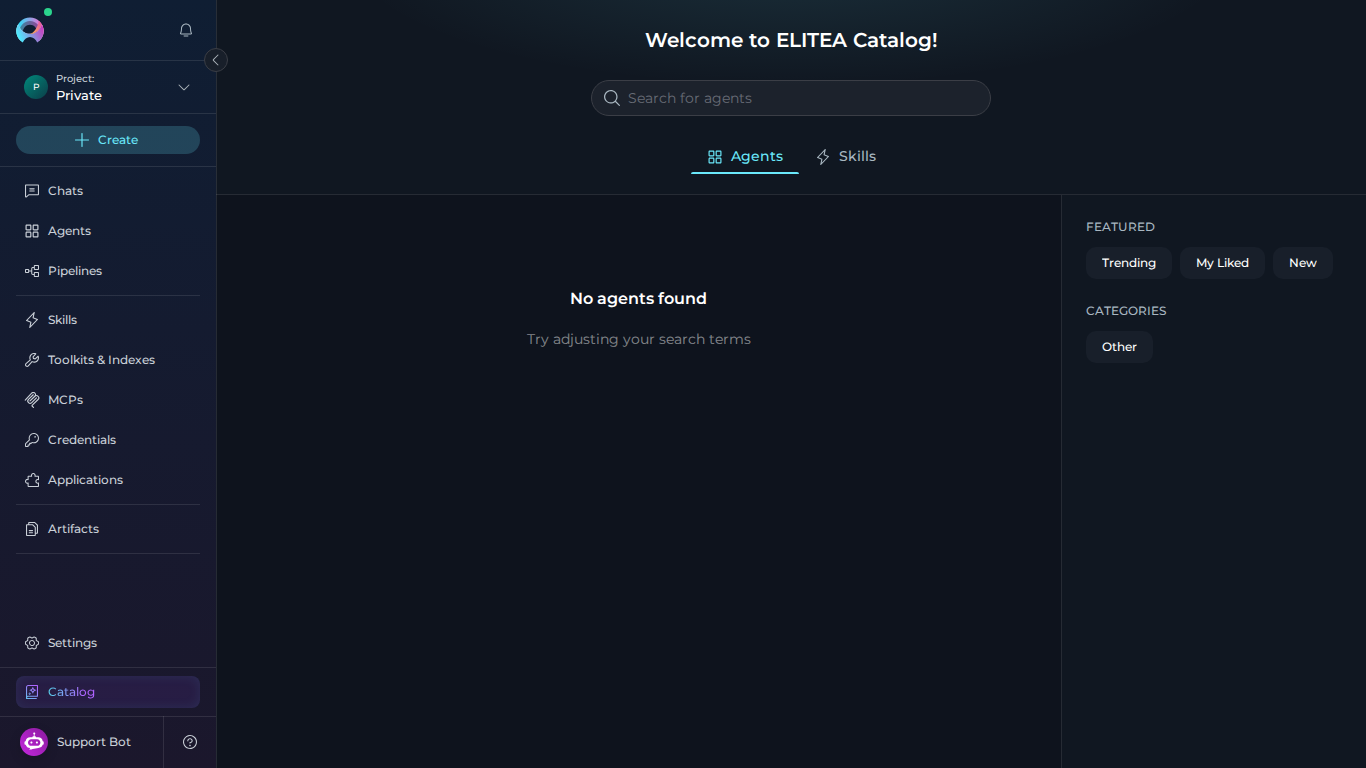 Project:
P
Private
Create
Chats
Agents
Pipelines
Skills
Toolkits & Indexes
MCPs
Credentials
Applications
Artifacts
Settings
Catalog
Support Bot
Welcome to ELITEA Catalog!
Search for agents
Agents
Skills
No agents found
Try adjusting your search terms
FEATURED
Trending
My Liked
New
CATEGORIES
Other